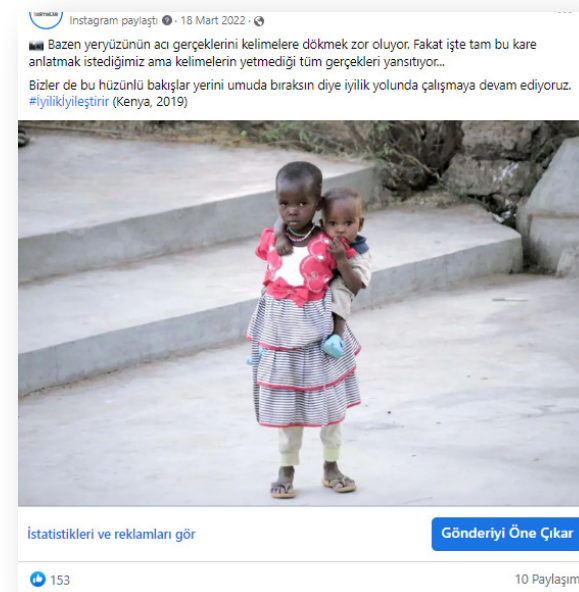 Instagram paylaştı · 18 Mart 2022 ·
📷 Bazen yeryüzünün acı gerçeklerini kelimelere dökmek zor oluyor. Fakat işte tam bu kare
anlatmak istediğimiz ama kelimelerin yetmediği tüm gerçekleri yansıtıyor...
Bizler de bu hüzünlü bakışlar yerini umuda bıraksın diye iyilik yolunda çalışmaya devam ediyoruz.
#İyilikİyileştirir (Kenya, 2019)
İstatistikleri ve reklamları gör
Gönderiyi Öne Çıkar
153
10 Paylaşım